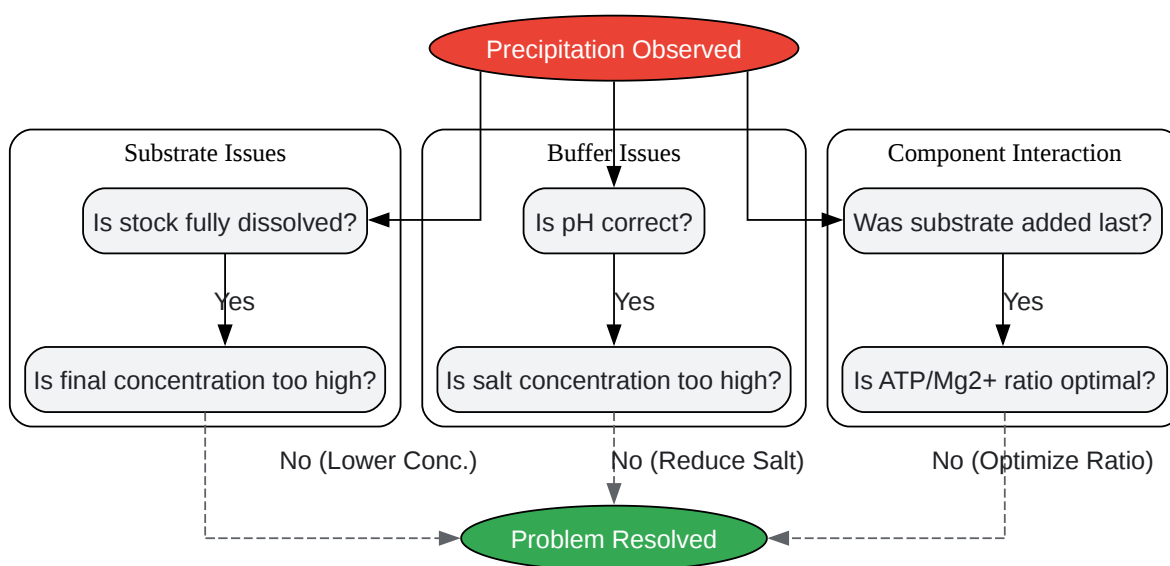 Precipitation Observed
Substrate Issues
Buffer Issues
Component Interaction
Is stock fully dissolved?
Is pH correct?
Was substrate added last?
Yes
Yes
Yes
Is final concentration too high?
Is salt concentration too high?
Is ATP/Mg2+ ratio optimal?
No (Lower Conc.)
No (Reduce Salt)
No (Optimize Ratio)
Problem Resolved